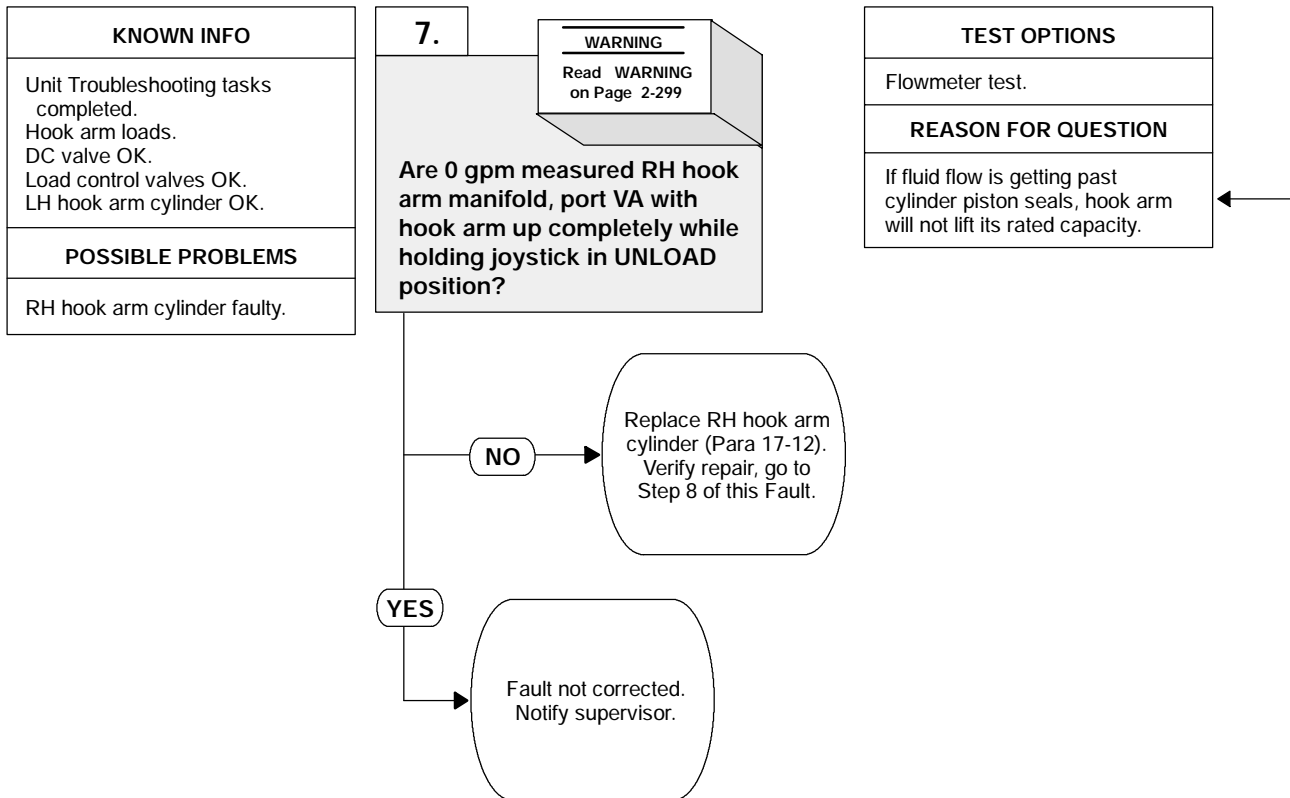 KNOWN INFO
Unit Troubleshooting tasks
completed.
Hook arm loads.
DC valve OK.
Load control valves OK.
LH hook arm cylinder OK.
POSSIBLE PROBLEMS
RH hook arm cylinder faulty.
7.
WARNING
Read WARNING
on Page 2-299
Are 0 gpm measured RH hook
arm manifold, port VA with
hook arm up completely while
holding joystick in UNLOAD
position?
TEST OPTIONS
Flowmeter test.
REASON FOR QUESTION
If fluid flow is getting past
cylinder piston seals, hook arm
will not lift its rated capacity.
NO
Replace RH hook arm
cylinder (Para 17-12).
Verify repair, go to
Step 8 of this Fault.
YES
Fault not corrected.
Notify supervisor.